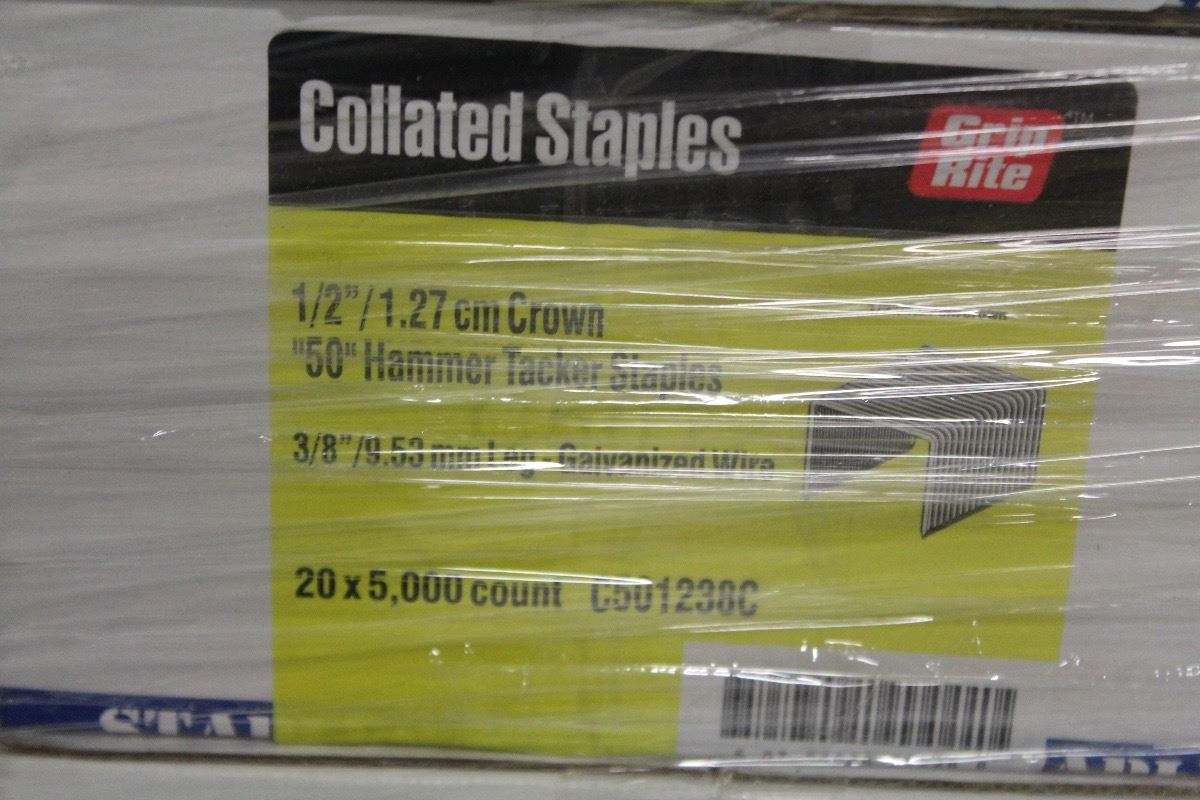 Collated Staples
Grip
Rite
TM
1/2”/1.27 cm Crown
"50" Hammer Tacker Staples
3/8”/9.53 mm Leg - Galvanized Wire
20 x 5,000 count C501238C